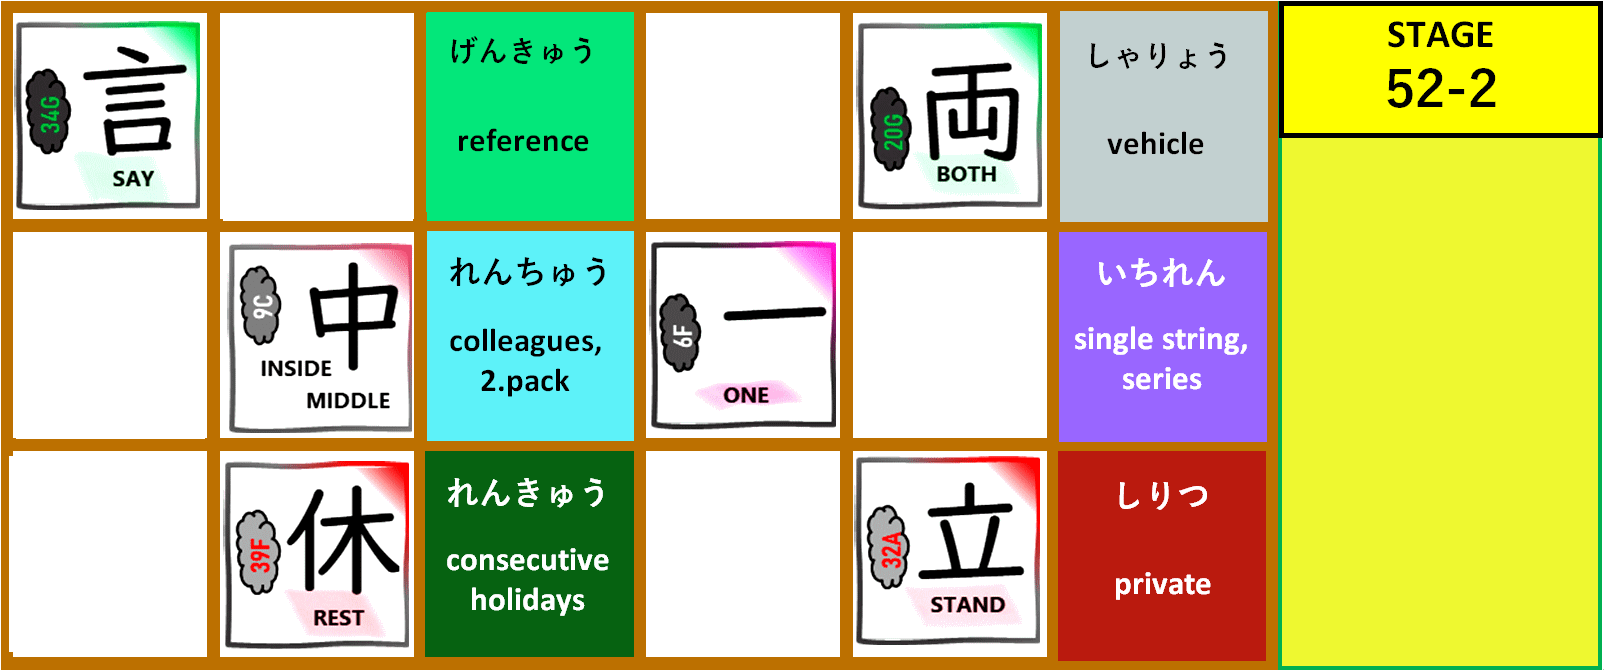 34G
言
SAY
げんきゅう
reference
20G
両
BOTH
しゃりょう
vehicle
STAGE
52-2
9C
中
INSIDE
MIDDLE
れんちゅう
colleagues,
2.pack
6F
一
ONE
いちれん
single string,
series
39F
休
REST
れんきゅう
consecutive
holidays
32A
立
STAND
しりつ
private